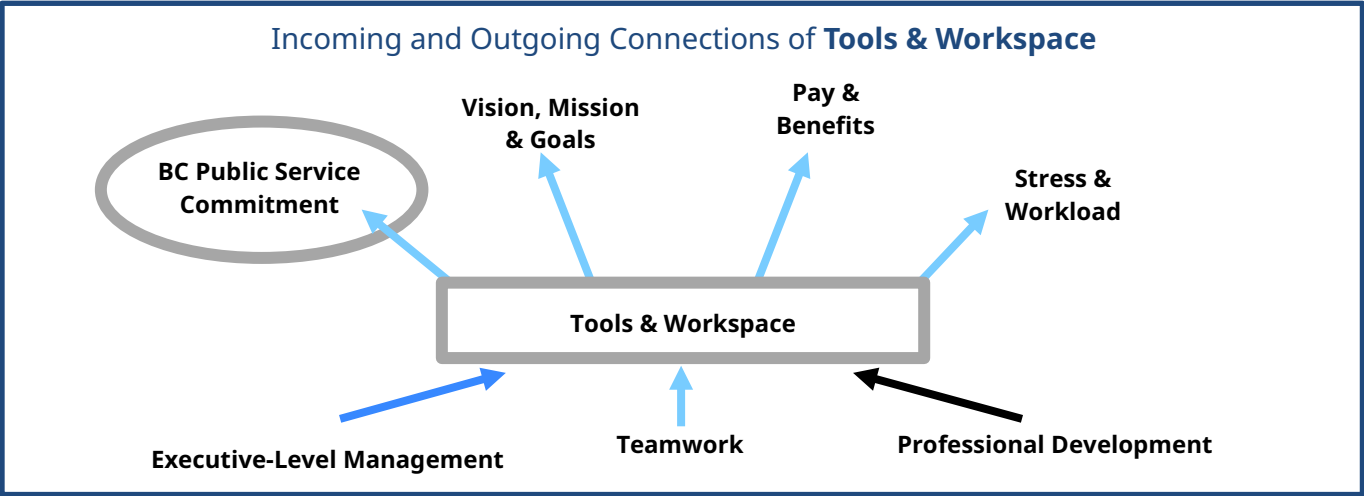 Incoming and Outgoing Connections of Tools & Workspace
Vision, Mission
& Goals
Pay &
Benefits
BC Public Service
Commitment
Stress &
Workload
Tools & Workspace
Executive-Level Management
Teamwork
Professional Development